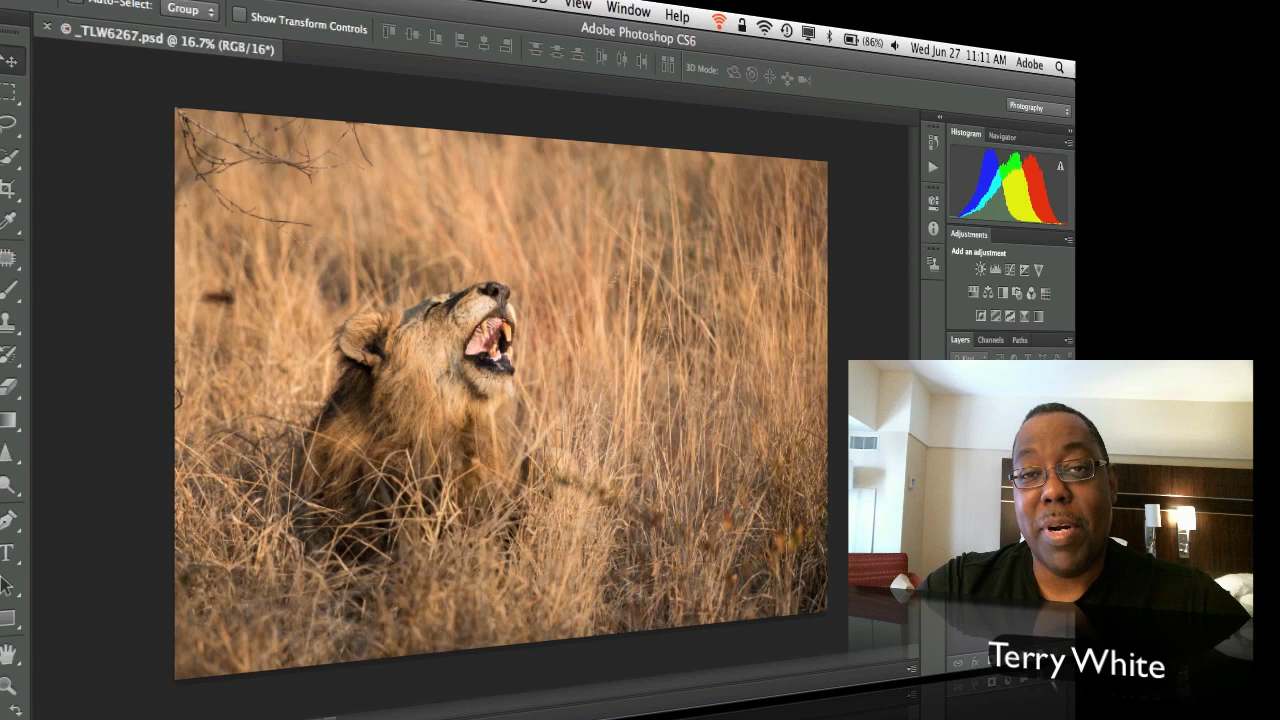 View Window Help (86%) Wed Jun 27 11:11 AM Adobe
Auto-Select: Group Show Transform Controls
Adobe Photoshop CS6
3D Mode:
× © _TLW6267.psd @ 16.7% (RGB/16*)
Photography
Histogram Navigator
Adjustments
Add an adjustment
Layers Channels Paths
T
fx
Terry White